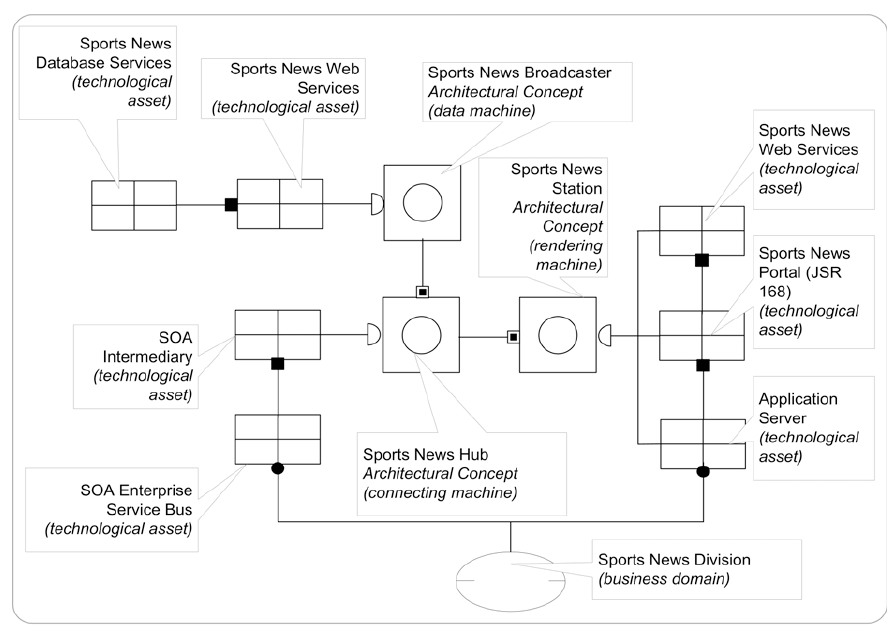 Sports News
Database Services
(technological
asset)
Sports News Web
Services
(technological asset)
Sports News Broadcaster
Architectural Concept
(data machine)
Sports News
Station
Architectural
Concept
(rendering
machine)
Sports News
Web Services
(technological
asset)
Sports News
Portal (JSR
168)
(technological
asset)
SOA
Intermediary
(technological
asset)
Application
Server
(technological
asset)
Sports News Hub
Architectural Concept
(connecting machine)
SOA Enterprise
Service Bus
(technological asset)
Sports News Division
(business domain)